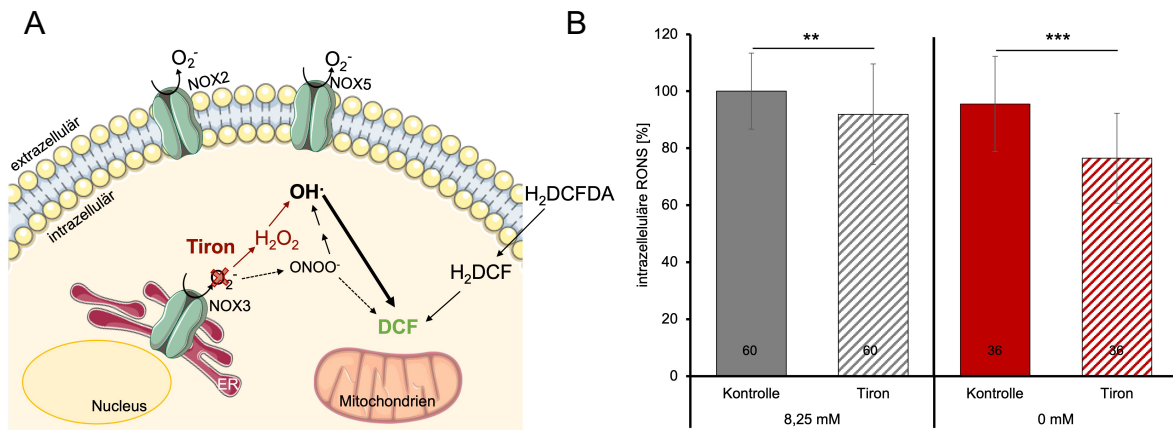 A
O₂⁻
NOX2
O₂⁻
NOX5
extrazellulär
intrazellulär
OH·
H₂DCFDA
Tiron
H₂O₂
ONOO⁻
H₂DCF
₂⁻
NOX3
DCF
ER
Nucleus
Mitochondrien
B
intrazelleluläre RONS [%]
120
100
80
60
40
20
0
**
***
60
60
36
36
Kontrolle
Tiron
Kontrolle
Tiron
8,25 mM
0 mM